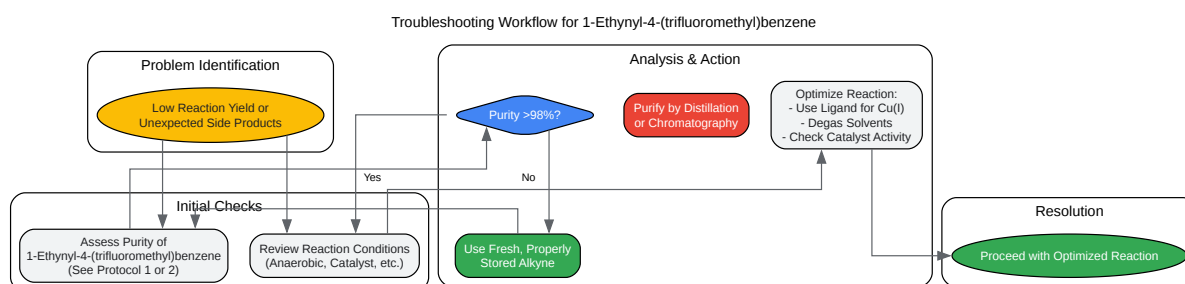 Troubleshooting Workflow for 1-Ethynyl-4-(trifluoromethyl)benzene
Problem Identification
Low Reaction Yield or
Unexpected Side Products
Analysis & Action
Purity >98%?
Purify by Distillation
or Chromatography
Optimize Reaction:
- Use Ligand for Cu(I)
- Degas Solvents
- Check Catalyst Activity
Yes
No
Initial Checks
Assess Purity of
1-Ethynyl-4-(trifluoromethyl)benzene
(See Protocol 1 or 2)
Review Reaction Conditions
(Anaerobic, Catalyst, etc.)
Use Fresh, Properly
Stored Alkyne
Resolution
Proceed with Optimized Reaction